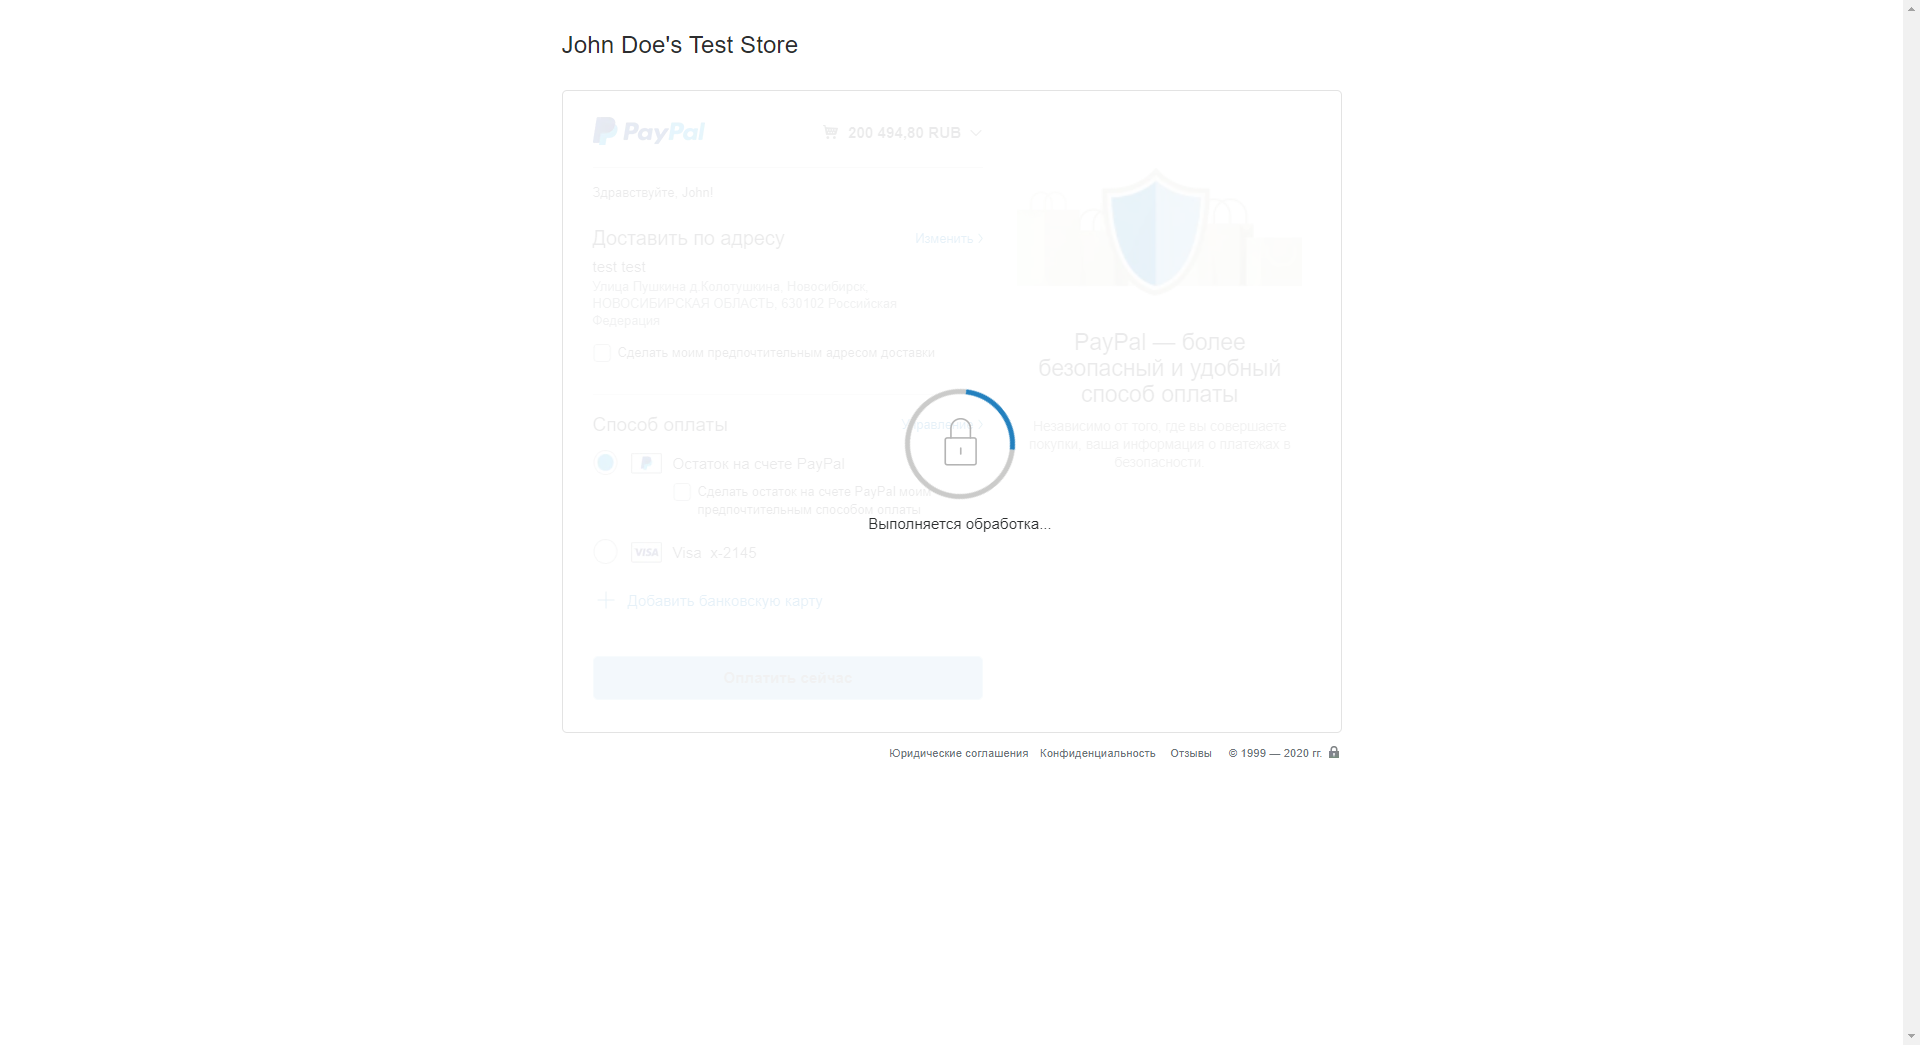 John Doe's Test Store
PayPal
200 494,80 RUB
Здравствуйте, John!
Доставить по адресу
Изменить
test test
Улица Пушкина д Колотушкина, Новосибирск,
НОВОСИБИРСКАЯ ОБЛАСТЬ, 630102 Российская
Федерация
Сделать моим предпочтительным адресом доставки
Способ оплаты
Управление
Остаток на счете PayPal
Сделать остаток на счете PayPal моим
предпочтительным способом оплаты
VISA
Visa x-2145
Добавить банковскую карту
Оплатить сейчас
PayPal — более
безопасный и удобный
способ оплаты
Независимо от того, где вы совершаете
покупки, ваша информация о платежах в
безопасности.
Выполняется обработка...
Юридические соглашения Конфиденциальность Отзывы © 1999 — 2020 гг.